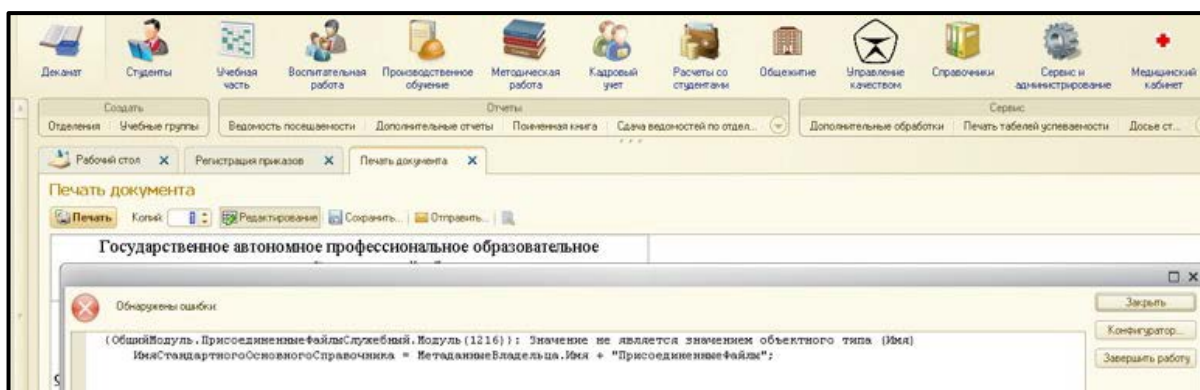 Деканат
Студенты
Учебная часть
Воспитательная работа
Производственное обучение
Методическая работа
Кадровый учет
Расчеты со студентами
Общежитие
Управление качеством
Справочники
Сервис и администрирование
Медицинский кабинет
Создать
Отчеты
Сервис
Отделения Учебные группы Ведомость посещаемости Дополнительные отчеты Поименная книга Сдача ведомостей по отдел... Дополнительные обработки Печать табелей успеваемости Досье ст...
Рабочий стол Регистрация приказов Печать документа
Печать документа
Печать Копий: 1 Редактирование Сохранить... Отправить...
Государственное автономное профессиональное образовательное
Обнаружены ошибки:
Закрыть
{ОбщийМодуль.ПрисоединенныеФайлыСлужебный.Модуль(1216)}: Значение не является значением объектного типа (Имя)
Конфигуратор...
ИмяСтандартногоОсновногоСправочника = МетаданныеВладельца.Имя + "ПрисоединенныеФайлы";
Завершить работу